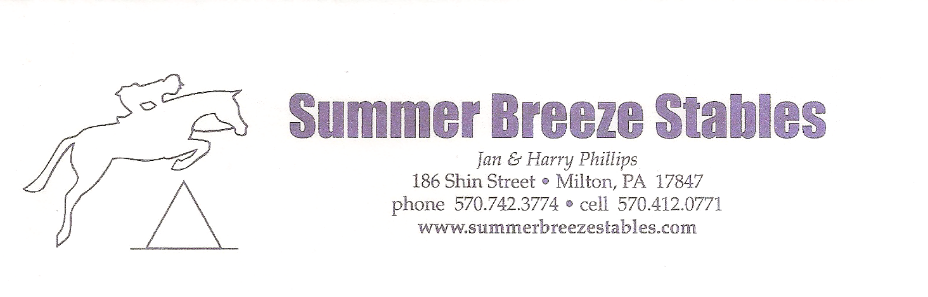 Summer Breeze Stables
Jan & Harry Phillips
186 Shin Street • Milton, PA 17847
phone 570.742.3774 • cell 570.412.0771
www.summerbreezestables.com